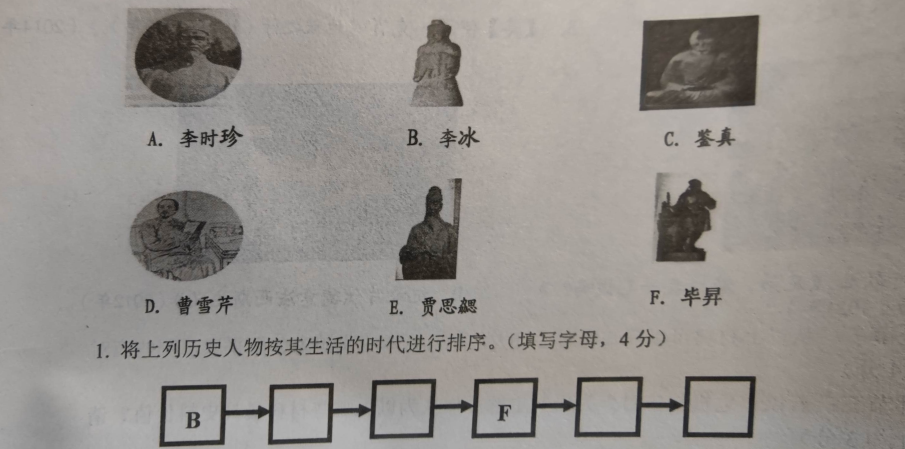 A. 李时珍
B. 李冰
C. 鉴真
D. 曹雪芹
E. 贾思勰
F. 毕昇
1. 将上列历史人物按其生活的时代进行排序。（填写字母，4 分）
B
F